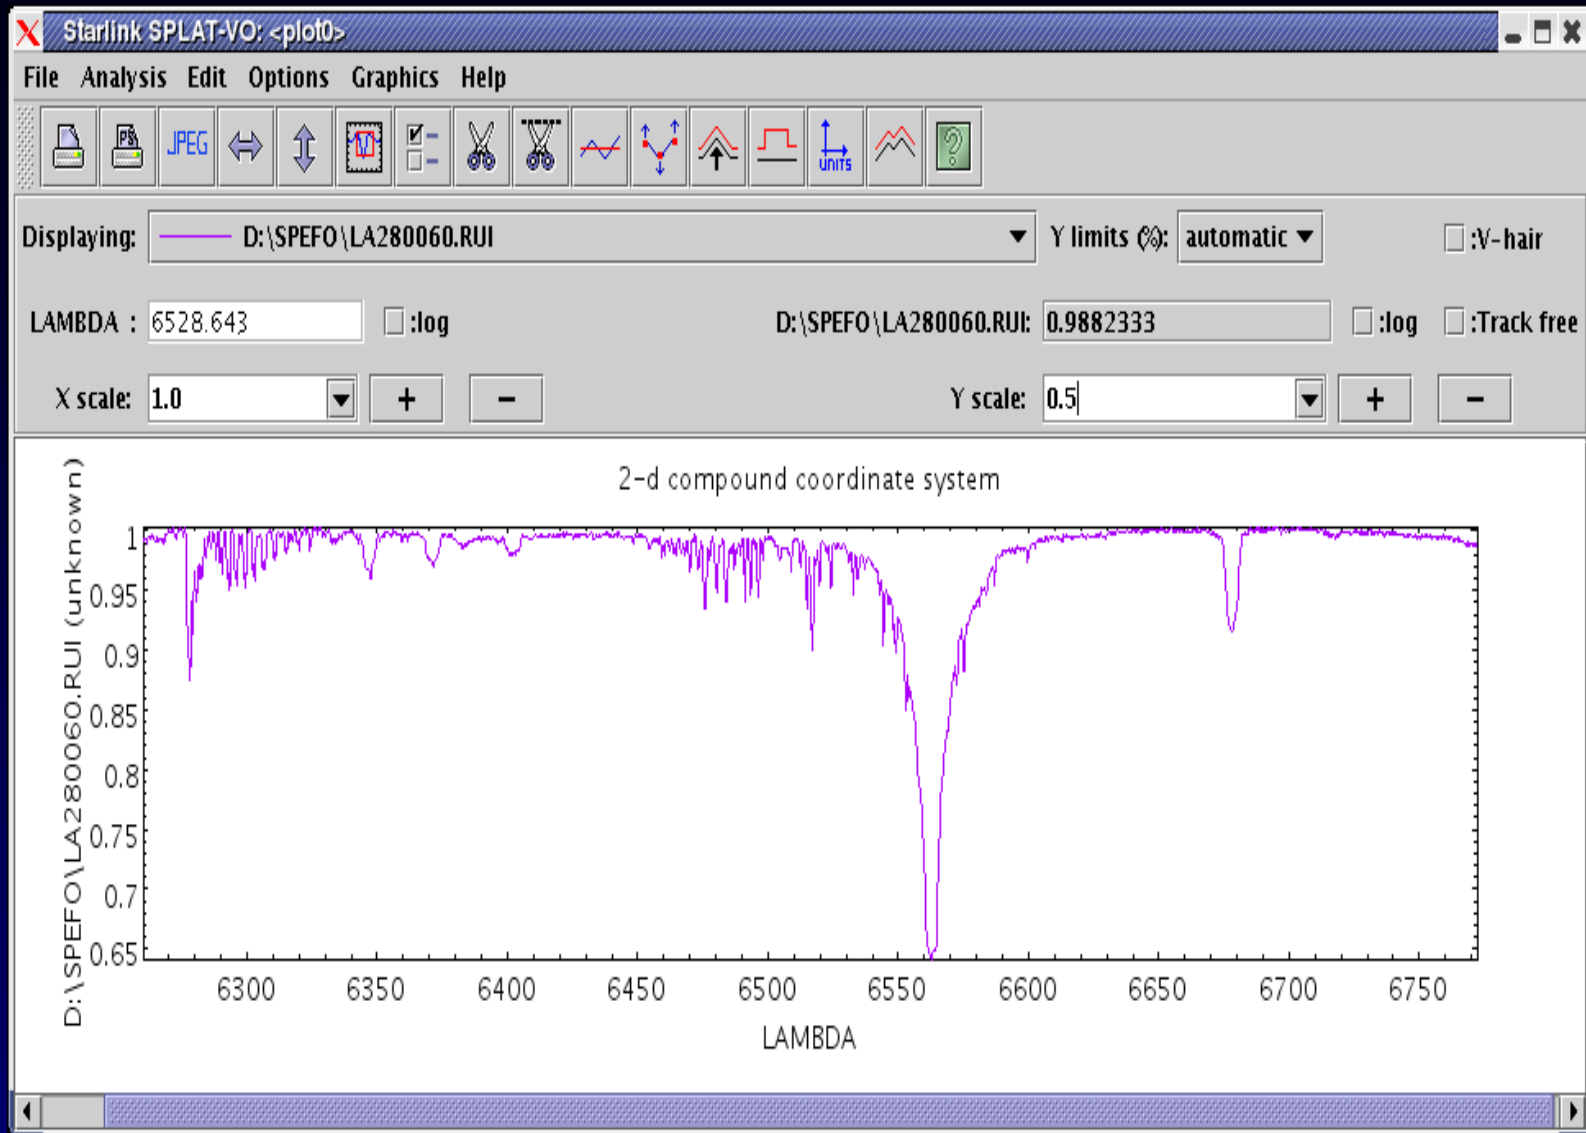 Starlink SPLAT-VO: <plot0>
File Analysis Edit Options Graphics Help
PS JPEG UNITS ?
Displaying: D:\SPEFO\LA280060.RUI Y limits (%): automatic :V-hair
LAMBDA : 6528.643 :log D:\SPEFO\LA280060.RUI: 0.9882333 :log :Track free
X scale: 1.0 + - Y scale: 0.5 + -
2-d compound coordinate system
D:\SPEFO\LA280060.RUI (unknown)
1
0.95
0.9
0.85
0.8
0.75
0.7
0.65
6300 6350 6400 6450 6500 6550 6600 6650 6700 6750
LAMBDA